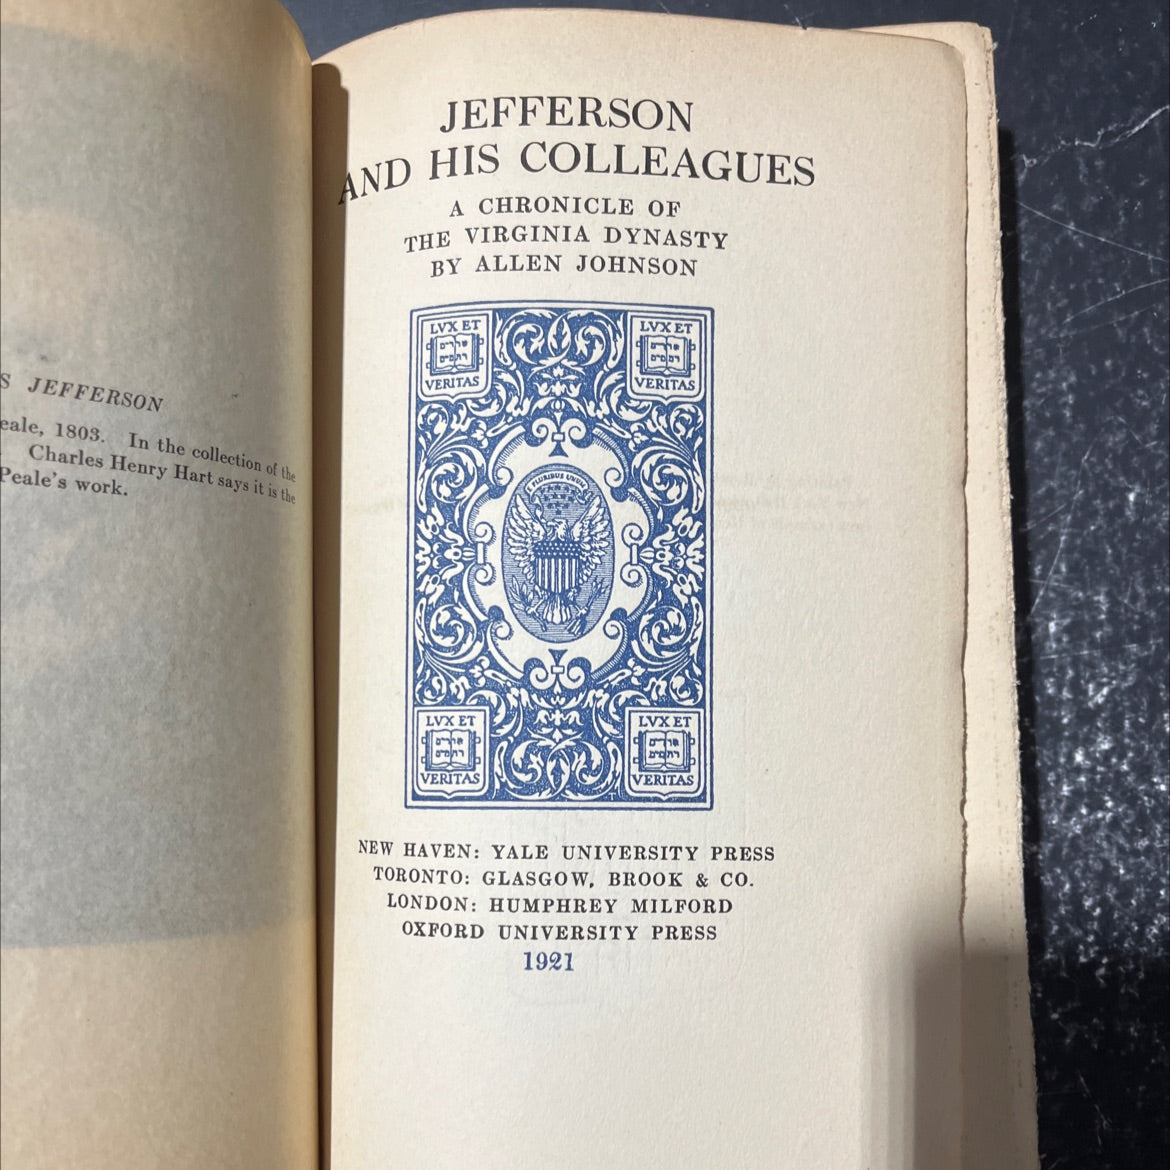 S JEFFERSON
eale, 1803. In the collection of the
Charles Henry Hart says it is the
Peale's work.
JEFFERSON
AND HIS COLLEAGUES
A CHRONICLE OF
THE VIRGINIA DYNASTY
BY ALLEN JOHNSON
LVX ET
VERITAS
LVX ET
VERITAS
E PLURIBUS UNUM
LVX ET
VERITAS
LVX ET
VERITAS
NEW HAVEN: YALE UNIVERSITY PRESS
TORONTO: GLASGOW, BROOK & CO.
LONDON: HUMPHREY MILFORD
OXFORD UNIVERSITY PRESS
1921